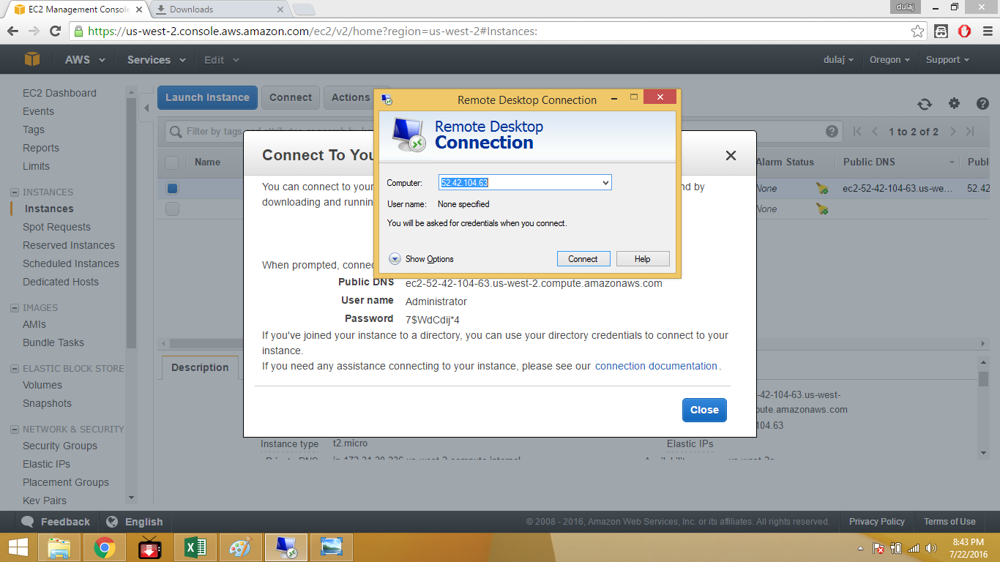 EC2 Management Consol
Downloads
dulaj
https://us-west-2.console.aws.amazon.com/ec2/v2/home?region=us-west-2#Instances:
AWS Services Edit dulaj Oregon Support
EC2 Dashboard
Events
Tags
Reports
Limits
INSTANCES
Instances
Spot Requests
Reserved Instances
Scheduled Instances
Dedicated Hosts
IMAGES
AMIs
Bundle Tasks
ELASTIC BLOCK STORE
Volumes
Snapshots
NETWORK & SECURITY
Security Groups
Elastic IPs
Placement Groups
Key Pairs
Launch Instance Connect Actions
Filter by tags
1 to 2 of 2
Name Alarm Status Public DNS Publ
None ec2-52-42-104-63.us-we... 52.42
None
Remote Desktop Connection
Remote Desktop
Connection
Computer: 52.42.104.63
User name: None specified
You will be asked for credentials when you connect.
Show Options Connect Help
Connect To You
You can connect to your nd by
downloading and runnin
When prompted, connec
Public DNS ec2-52-42-104-63.us-west-2.compute.amazonaws.com
User name Administrator
Password 7$WdCdij*4
If you've joined your instance to a directory, you can use your directory credentials to connect to your
instance.
If you need any assistance connecting to your instance, please see our connection documentation.
Close
Description
-42-104-63.us-west-
pute.amazonaws.com
104.63
Instance type t2.micro Elastic IPs
Feedback English © 2008 - 2016, Amazon Web Services, Inc. or its affiliates. All rights reserved. Privacy Policy Terms of Use
8:43 PM
7/22/2016